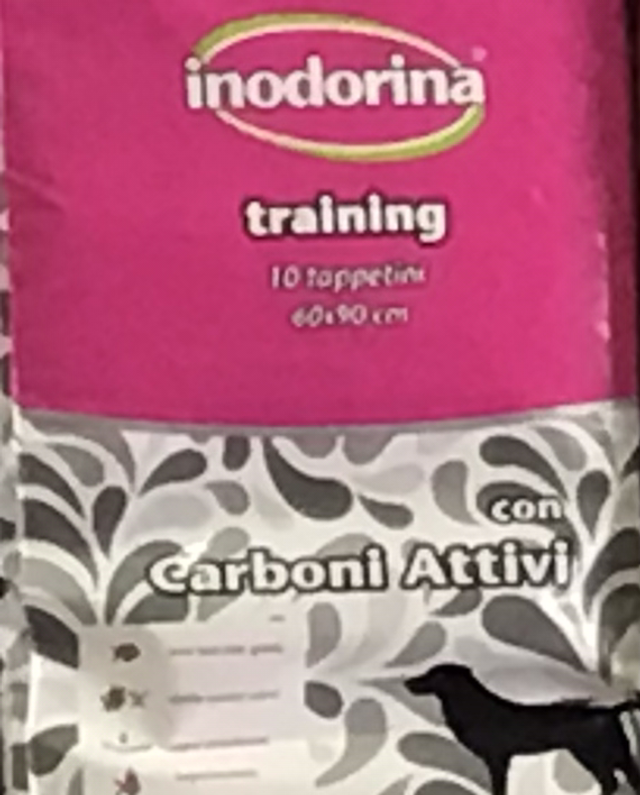 inodorina
training
10 tappetini
60x90 cm
con
Carboni Attivi